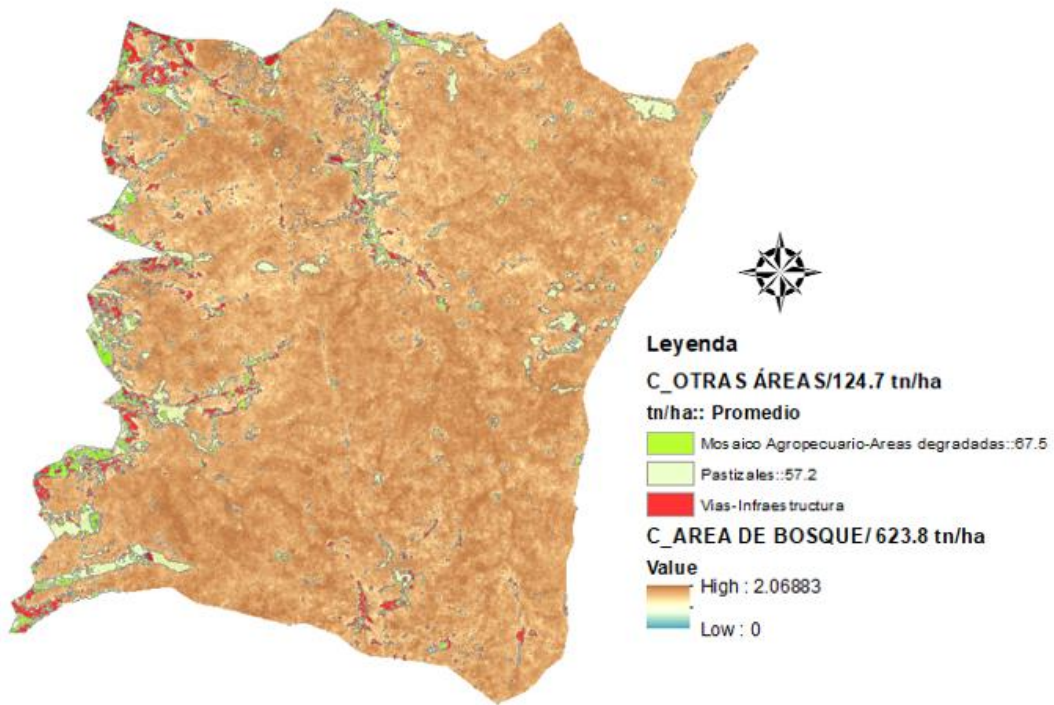 Leyenda
C_OTRAS ÁREAS/124.7 tn/ha
tn/ha:: Promedio
Mosaico Agropecuario-Areas degradadas::67.5
Pastizales::57.2
Vias-Infraestructura
C_AREA DE BOSQUE/ 623.8 tn/ha
Value
High : 2.06883
Low : 0